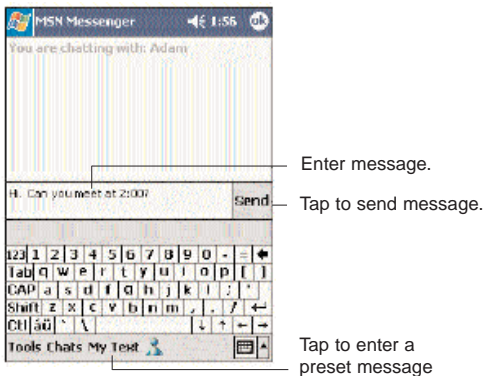 MSN Messenger 1:56 ok
You are chatting with: Adam
Enter message.
Hi. Can you meet at 2:00?
Send
Tap to send message.
123 1 2 3 4 5 6 7 8 9 0 - =
Tab q w e r t y u i o p [ ]
CAP a s d f g h j k l ; '
Shift z x c v b n m , . /
Ctl áü ` \
Tools Chats My Text
Tap to enter a
preset message